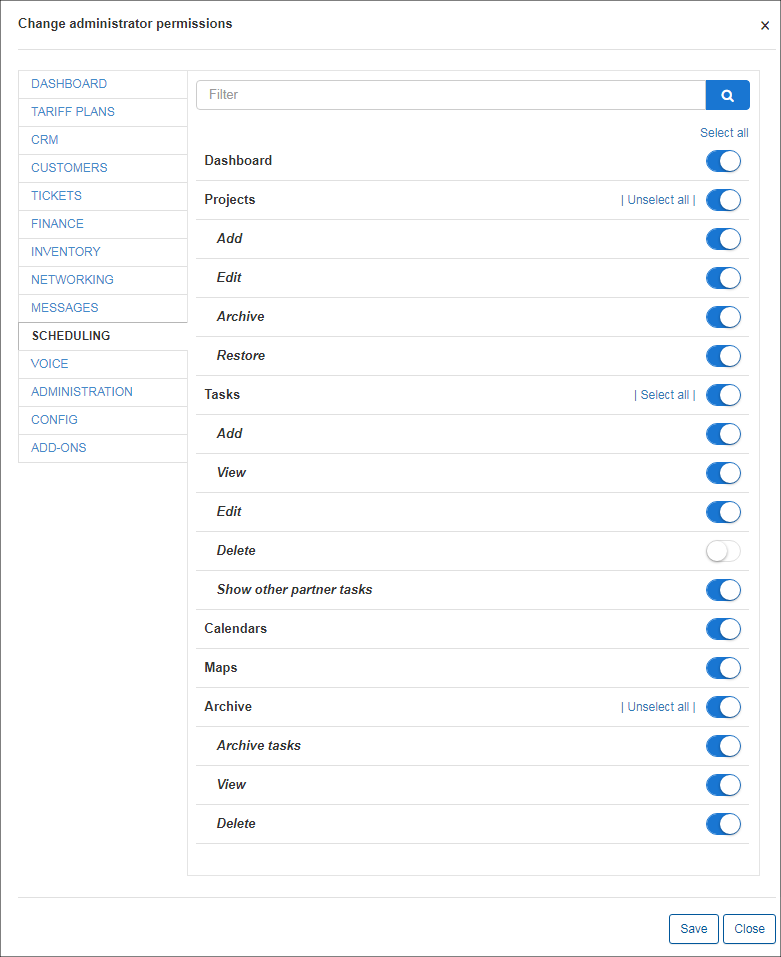 Change administrator permissions
×
DASHBOARD
TARIFF PLANS
CRM
CUSTOMERS
TICKETS
FINANCE
INVENTORY
NETWORKING
MESSAGES
SCHEDULING
VOICE
ADMINISTRATION
CONFIG
ADD-ONS
Filter
Select all
Dashboard
Projects | Unselect all |
Add
Edit
Archive
Restore
Tasks | Select all |
Add
View
Edit
Delete
Show other partner tasks
Calendars
Maps
Archive | Unselect all |
Archive tasks
View
Delete
Save Close